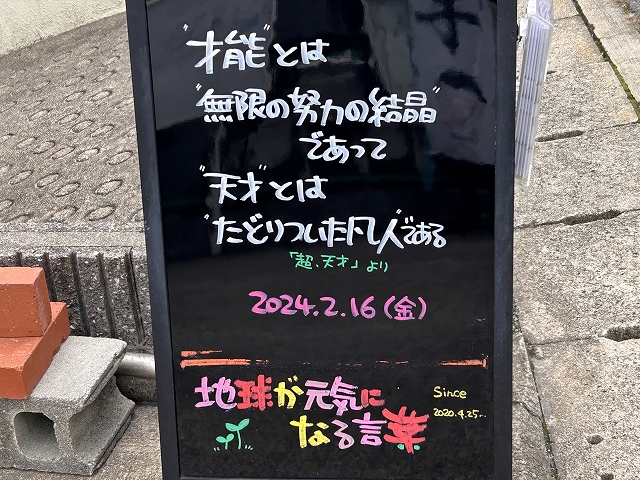 "才能"とは
"無限の努力の結晶"
であって
"天才"とは
"たどりついた凡人"である
「超、天才」より
2024.2.16(金)
地球が元気に
なる言葉
Since
2020.4.25...